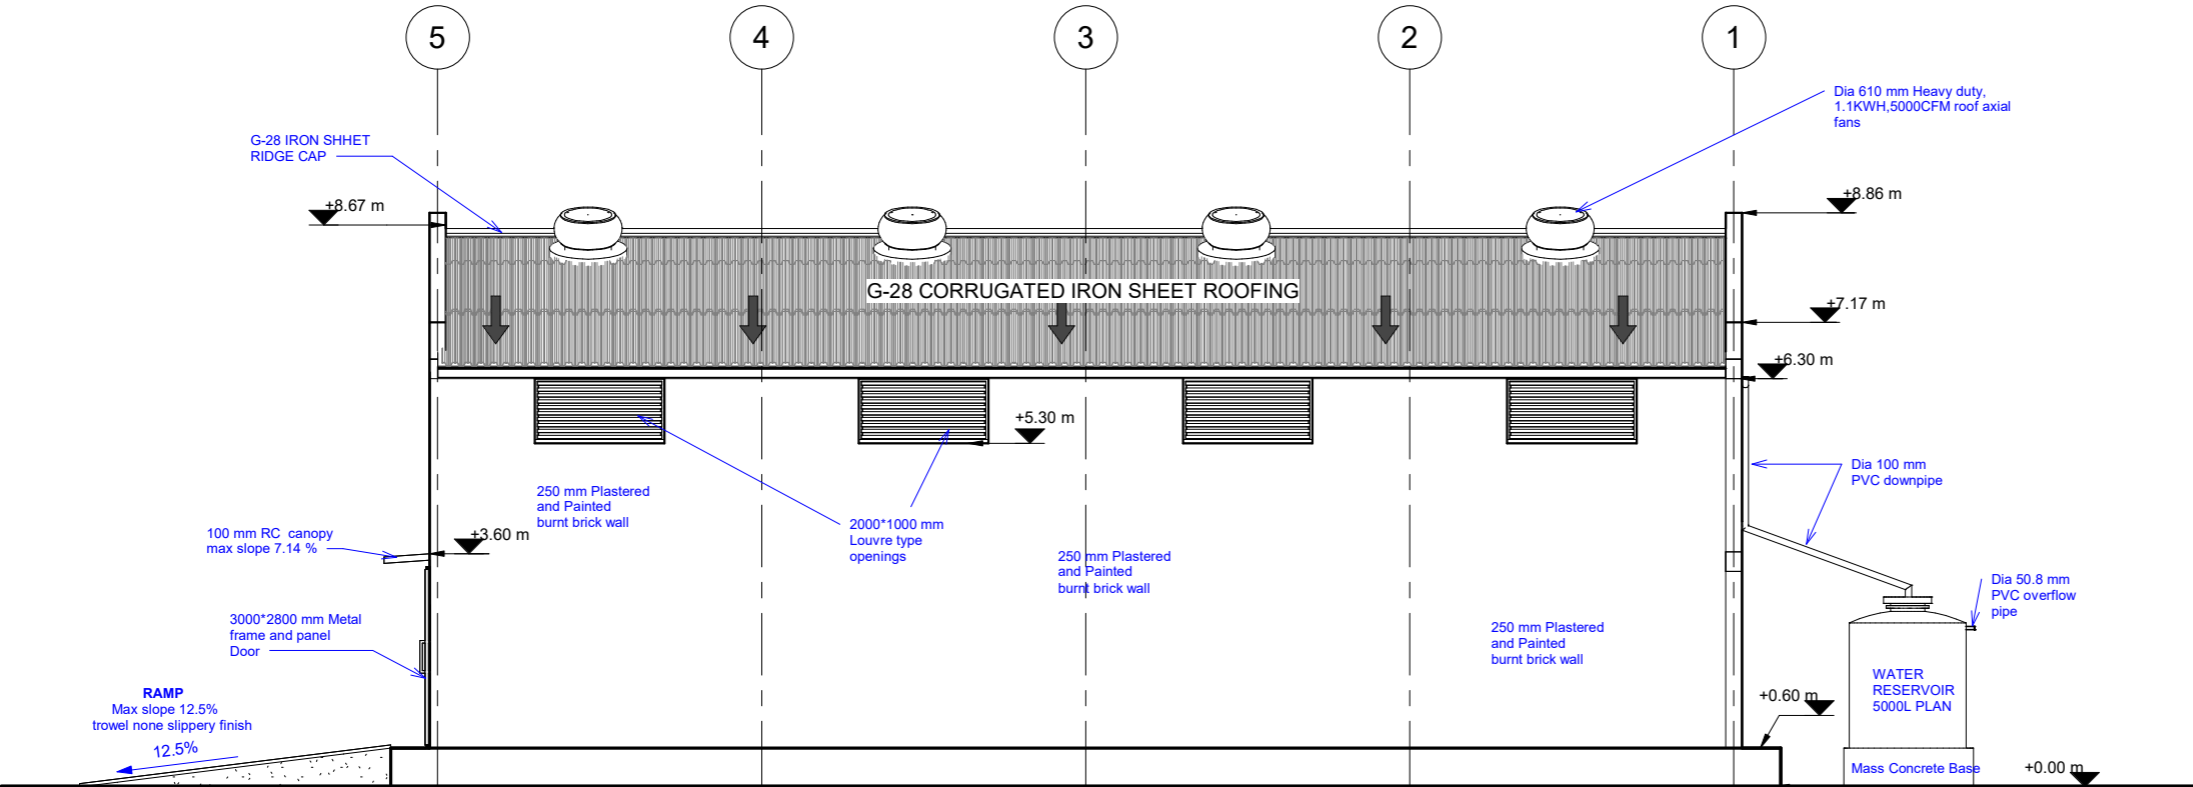 5
4
3
2
1
Dia 610 mm Heavy duty,
1.1KWH,5000CFM roof axial
fans
G-28 IRON SHHET
RIDGE CAP
+8.67 m
+8.86 m
G-28 CORRUGATED IRON SHEET ROOFING
+7.17 m
+6.30 m
+5.30 m
Dia 100 mm
PVC downpipe
250 mm Plastered
and Painted
burnt brick wall
2000*1000 mm
Louvre type
openings
100 mm RC canopy
max slope 7.14 %
+3.60 m
250 mm Plastered
and Painted
burnt brick wall
Dia 50.8 mm
PVC overflow
pipe
3000*2800 mm Metal
frame and panel
Door
250 mm Plastered
and Painted
burnt brick wall
WATER
RESERVOIR
5000L PLAN
RAMP
Max slope 12.5%
trowel none slippery finish
12.5%
+0.60 m
Mass Concrete Base
+0.00 m